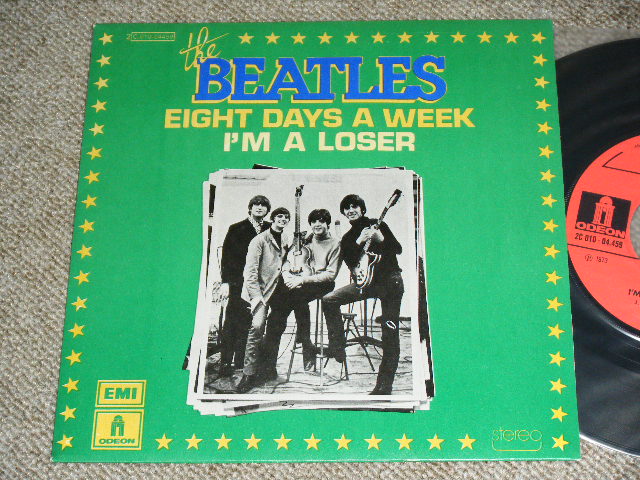 2C 010-04458
the
BEATLES
EIGHT DAYS A WEEK
I'M A LOSER
EMI
ODEON
stereo
ODEON
2C 010 - 04.458
℗ 1973
I'M